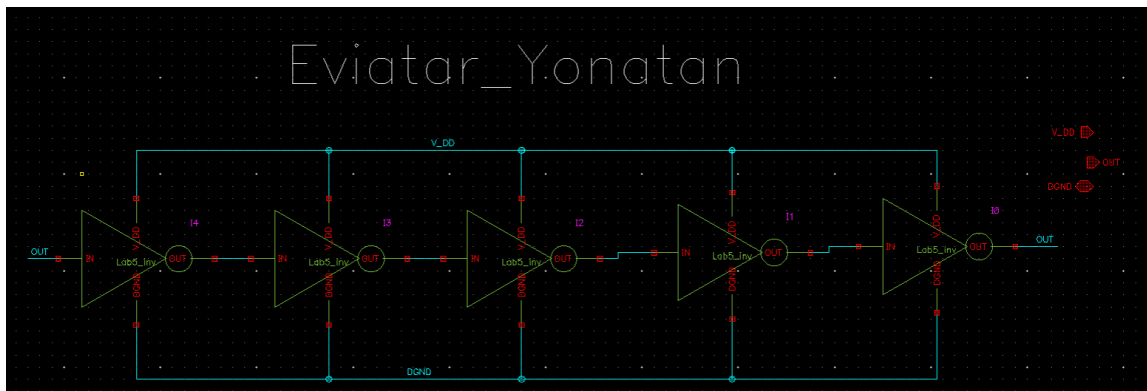 Eviatar_Yonatan
V_DD
V_DD
OUT
DGND
I4
I3
I2
I1
I0
OUT
IN
V_DD
Lab5_inv
DGND
OUT
IN
V_DD
Lab5_inv
DGND
OUT
IN
V_DD
Lab5_inv
DGND
OUT
IN
V_DD
Lab5_inv
DGND
OUT
IN
V_DD
Lab5_inv
DGND
OUT
OUT
DGND